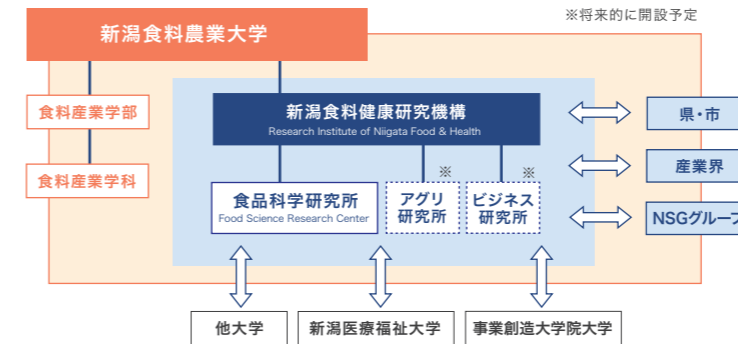 ※将来的に開設予定
新潟食料農業大学
食料産業学部
食料産業学科
新潟食料健康研究機構
Research Institute of Niigata Food & Health
県・市
産業界
NSGグループ
※
※
食品科学研究所
Food Science Research Center
アグリ
研究所
ビジネス
研究所
他大学
新潟医療福祉大学
事業創造大学院大学